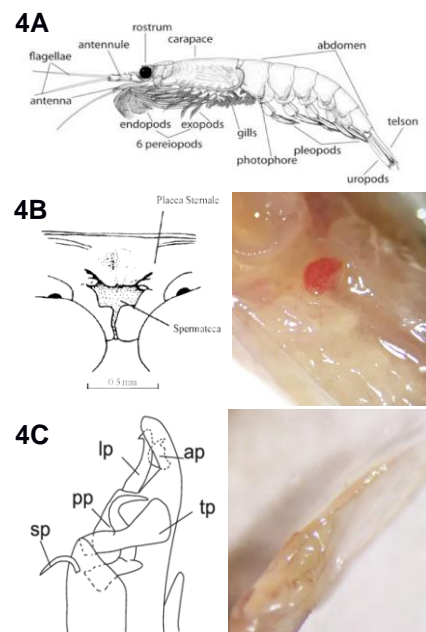 4A
rostrum
antennule
carapace
abdomen
flagellae
antenna
telson
endopods
exopods
gills
6 pereiopods
pleopods
photophore
uropods
4B
Placca Sternale
Spermateca
0 5 mm
4C
lp
ap
pp
tp
sp